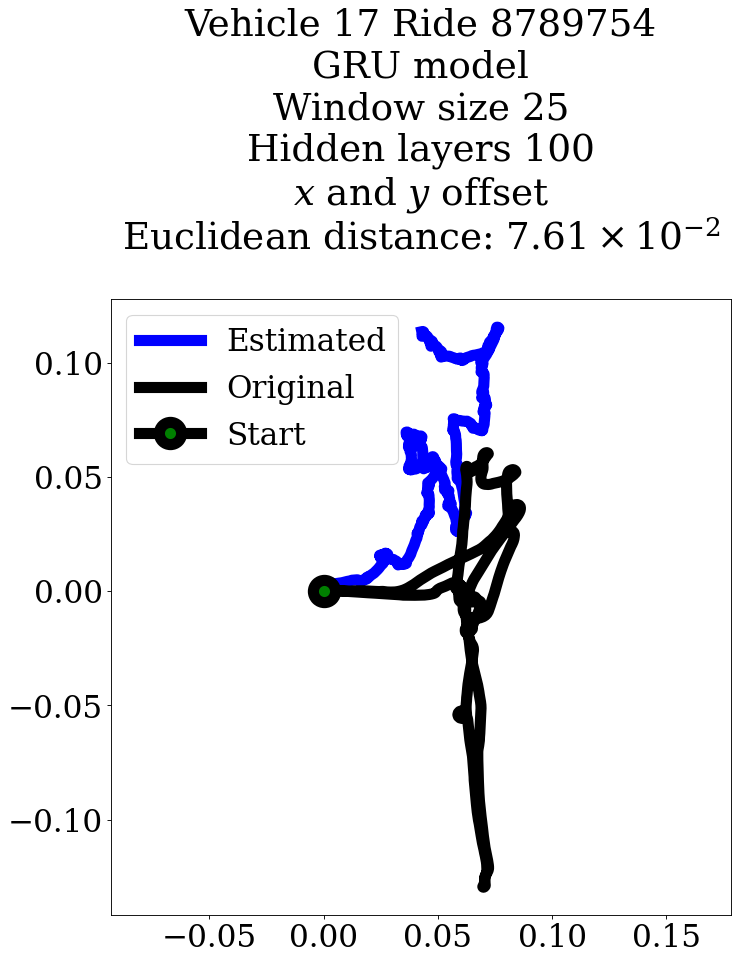 Vehicle 17 Ride 8789754
GRU model
Window size 25
Hidden layers 100
x and y offset
Euclidean distance: 7.61 × 10⁻²
Estimated
Original
Start
0.10
0.05
0.00
−0.05
−0.10
−0.05 0.00 0.05 0.10 0.15